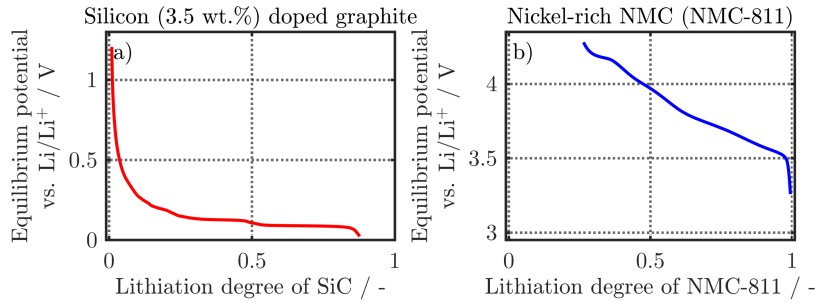 Silicon (3.5 wt.%) doped graphite
a)
Equilibrium potential
vs. Li/Li⁺ / V
1
0.5
0
0
0.5
1
Lithiation degree of SiC / -
Nickel-rich NMC (NMC-811)
b)
Equilibrium potential
vs. Li/Li⁺ / V
4
3.5
3
0
0.5
1
Lithiation degree of NMC-811 / -